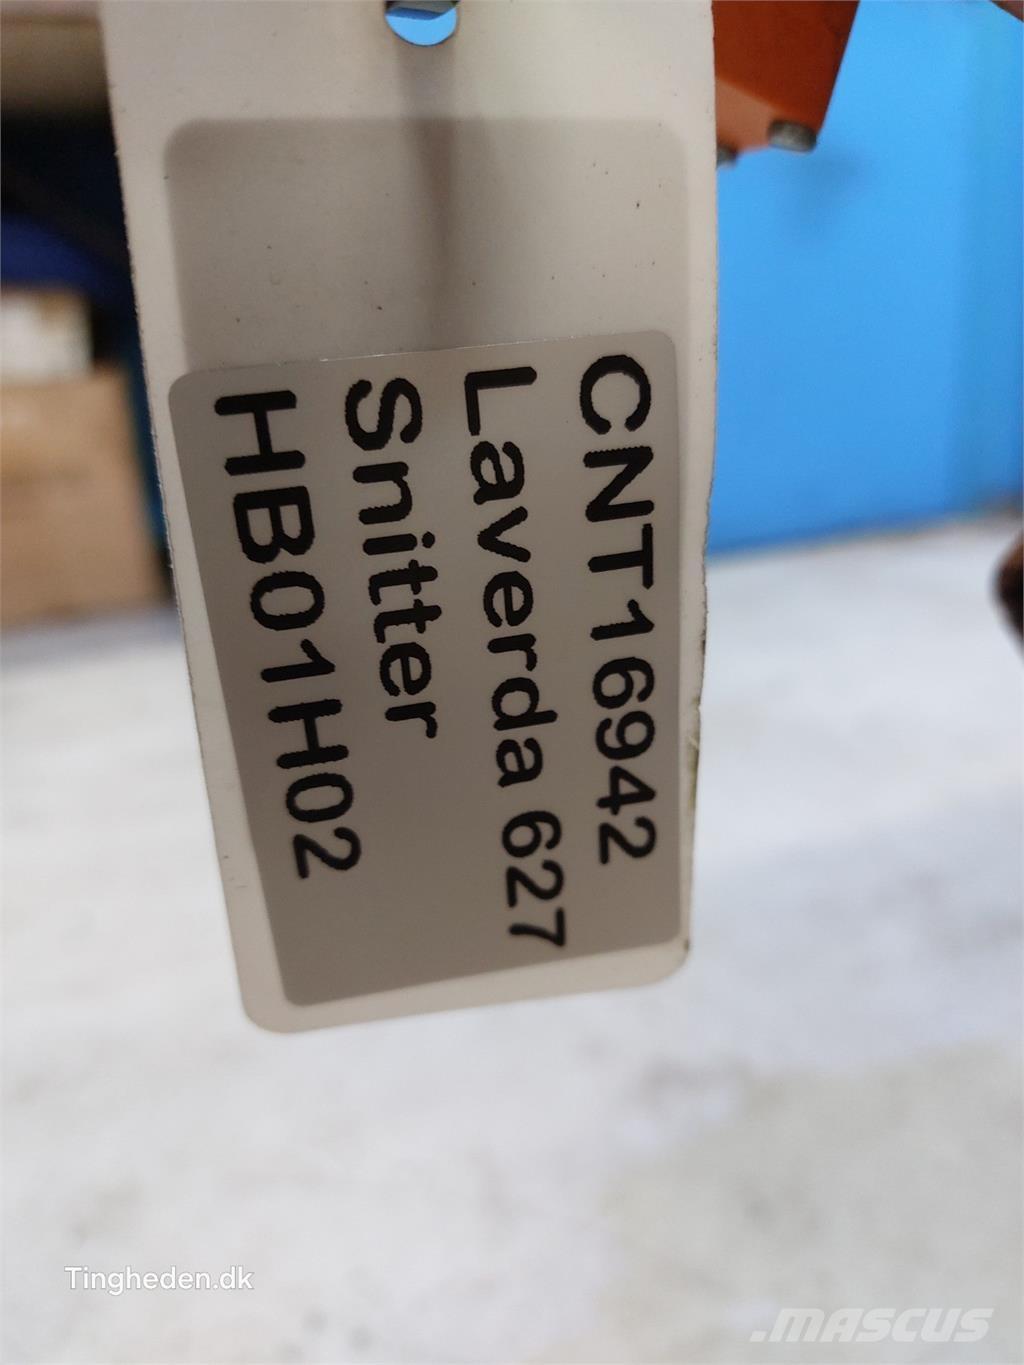 CNT16942
Laverda 627
Snitter
HB01H02
Tingheden.dk
.MASCUS